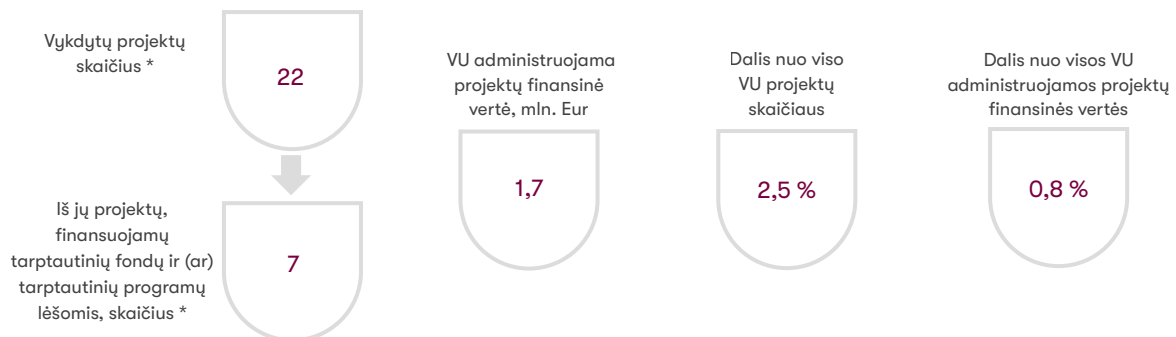 Vykdytų projektų
skaičius *
22
Iš jų projektų,
finansuojamų
tarptautinių fondų ir (ar)
tarptautinių programų
lėšomis, skaičius *
7
VU administruojama
projektų finansinė
vertė, mln. Eur
1,7
Dalis nuo viso
VU projektų
skaičiaus
2,5 %
Dalis nuo visos VU
administruojamos projektų
finansinės vertės
0,8 %